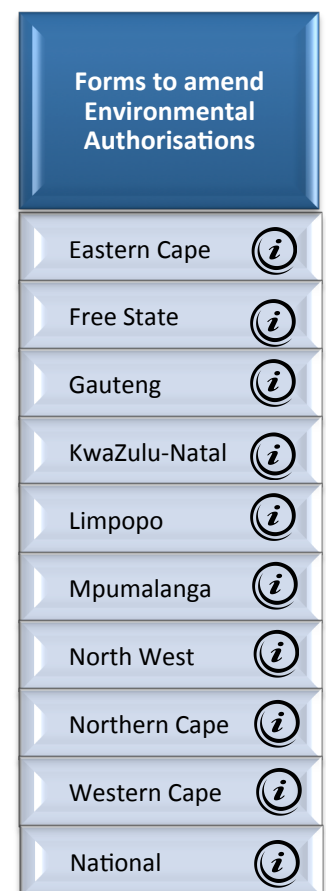 Forms to amend
Environmental
Authorisations
Eastern Cape i
Free State i
Gauteng i
KwaZulu-Natal i
Limpopo i
Mpumalanga i
North West i
Northern Cape i
Western Cape i
National i